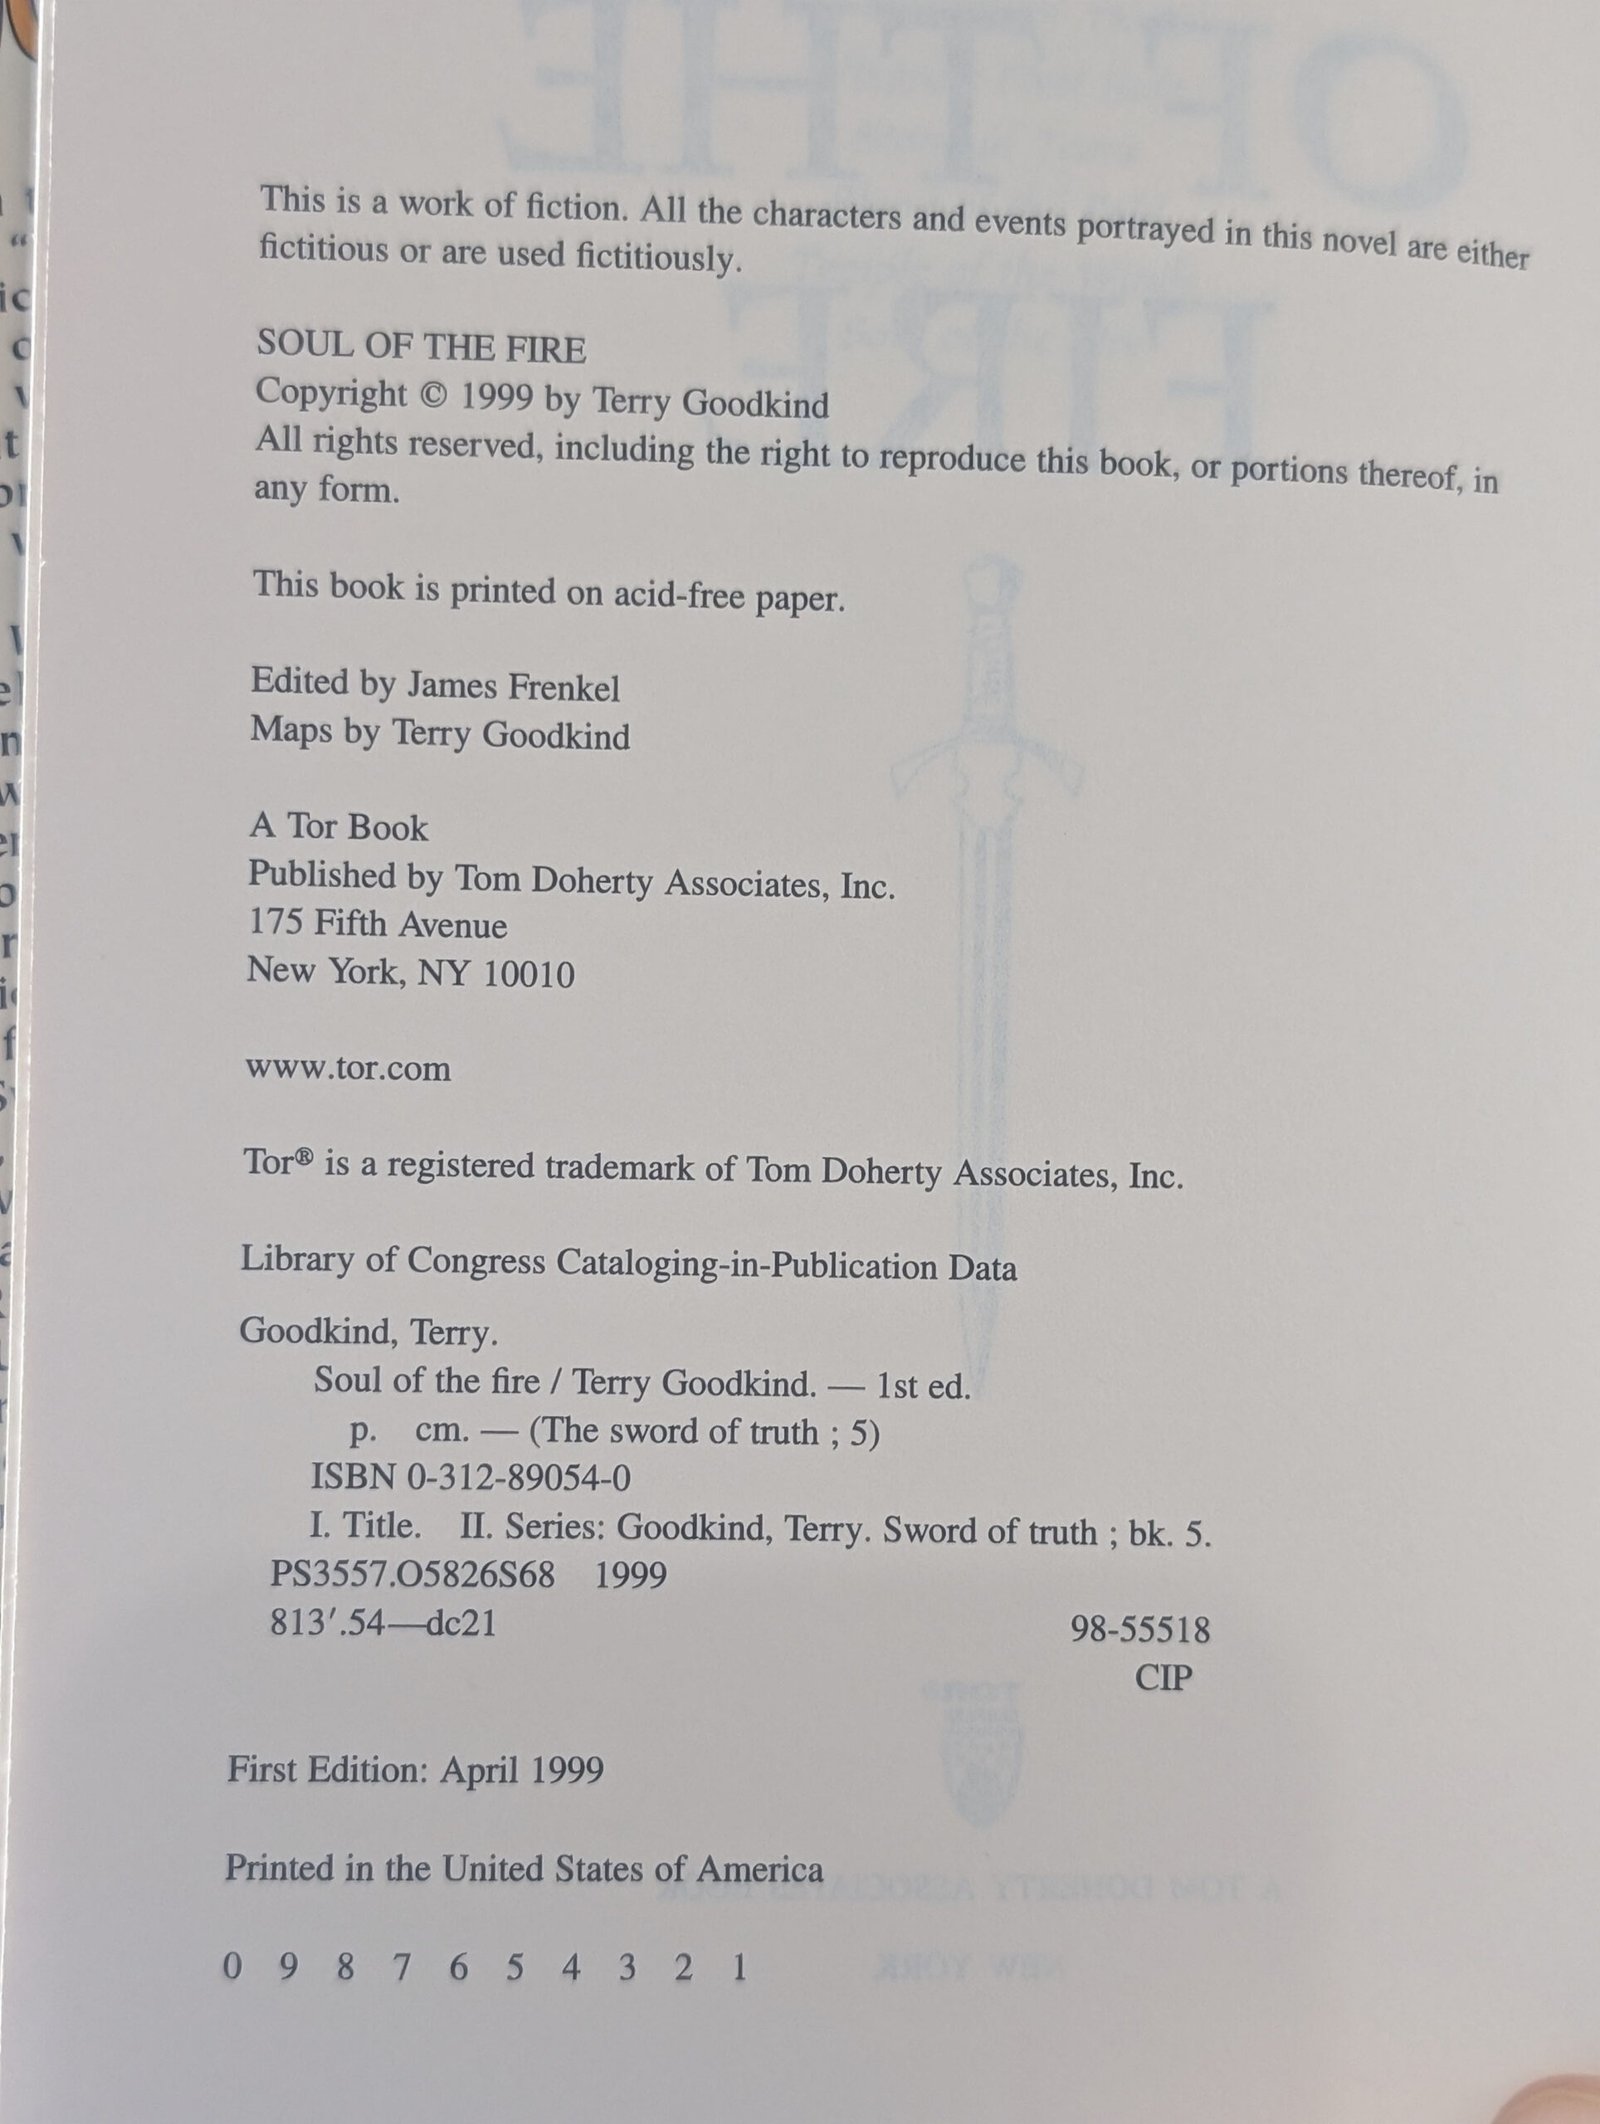 This is a work of fiction. All the characters and events portrayed in this novel are either
fictitious or are used fictitiously.
SOUL OF THE FIRE
Copyright © 1999 by Terry Goodkind
All rights reserved, including the right to reproduce this book, or portions thereof, in
any form.
This book is printed on acid-free paper.
Edited by James Frenkel
Maps by Terry Goodkind
A Tor Book
Published by Tom Doherty Associates, Inc.
175 Fifth Avenue
New York, NY 10010
www.tor.com
Tor® is a registered trademark of Tom Doherty Associates, Inc.
Library of Congress Cataloging-in-Publication Data
Goodkind, Terry.
Soul of the fire / Terry Goodkind. — 1st ed.
p. cm. — (The sword of truth ; 5)
ISBN 0-312-89054-0
I. Title. II. Series: Goodkind, Terry. Sword of truth ; bk. 5.
PS3557.O5826S68 1999
813′.54—dc21 98-55518
CIP
First Edition: April 1999
Printed in the United States of America
0 9 8 7 6 5 4 3 2 1